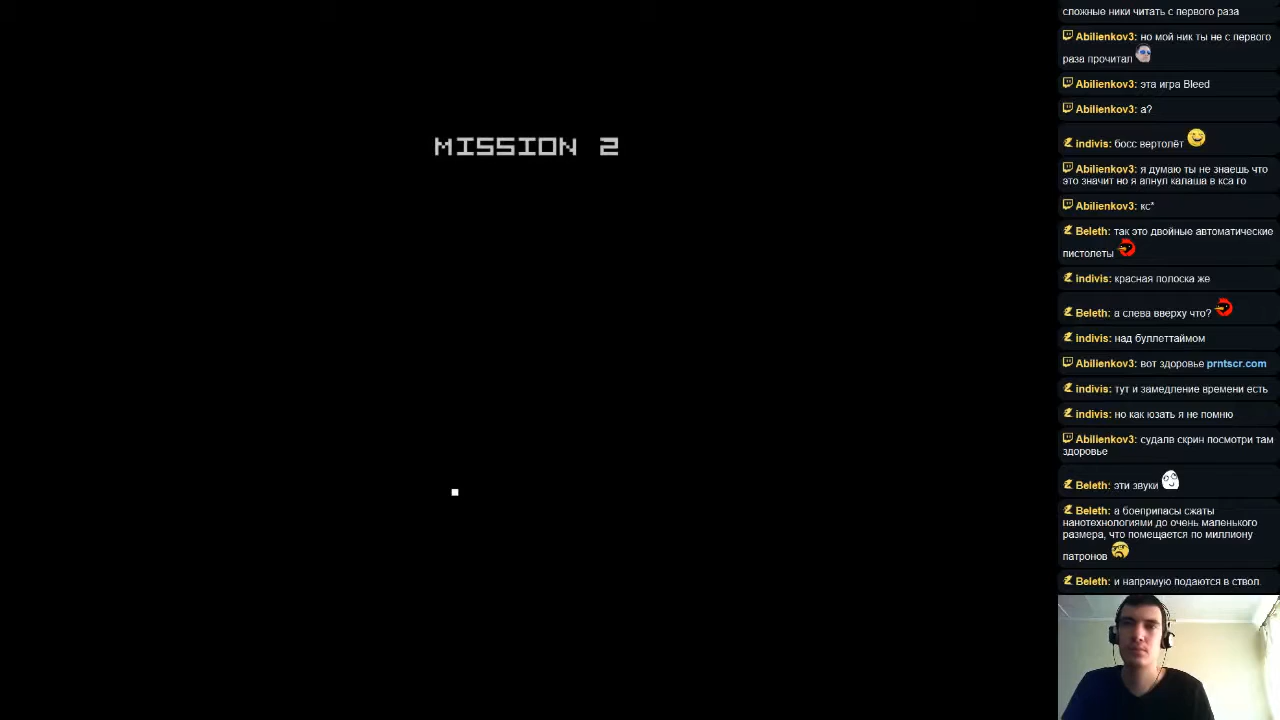 сложные ники читать с первого раза
Abilienkov3: но мой ник ты не с первого
раза прочитал
Abilienkov3: эта игра Bleed
Abilienkov3: а?
MISSION 2
indivis: босс вертолёт
Abilienkov3: я думаю ты не знаешь что
это значит но я апнул калаша в кса го
Abilienkov3: кс*
Beleth: так это двойные автоматические
пистолеты
indivis: красная полоска же
Beleth: а слева вверху что?
indivis: над буллеттаймом
Abilienkov3: вот здоровье prntscr.com
indivis: тут и замедление времени есть
indivis: но как юзать я не помню
Abilienkov3: судалв скрин посмотри там
здоровье
Beleth: эти звуки
Beleth: а боеприпасы сжаты
нанотехнологиями до очень маленького
размера, что помещается по миллиону
патронов
Beleth: и напрямую подаются в ствол.